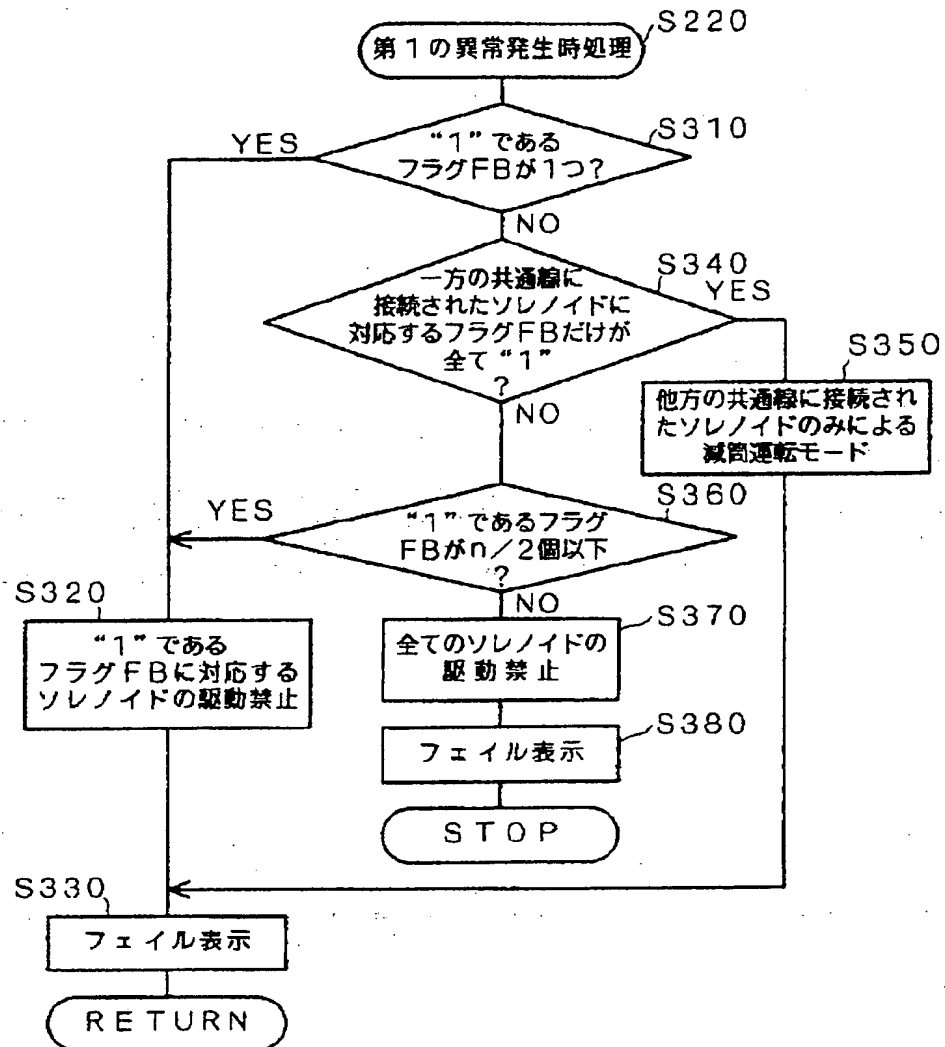 S220
第1の異常発生時処理
S310
YES
“1”である
フラグFBが1つ?
NO
S340
YES
一方の共通線に
接続されたソレノイドに
対応するフラグFBだけが
全て“1”
?
NO
S350
他方の共通線に接続され
たソレノイドのみによる
減筒運転モード
S360
YES
“1”であるフラグ
FBがn/2個以下
?
NO
S320
“1”である
フラグFBに対応する
ソレノイドの駆動禁止
S370
全てのソレノイドの
駆動禁止
S380
フェイル表示
STOP
S330
フェイル表示
RETURN